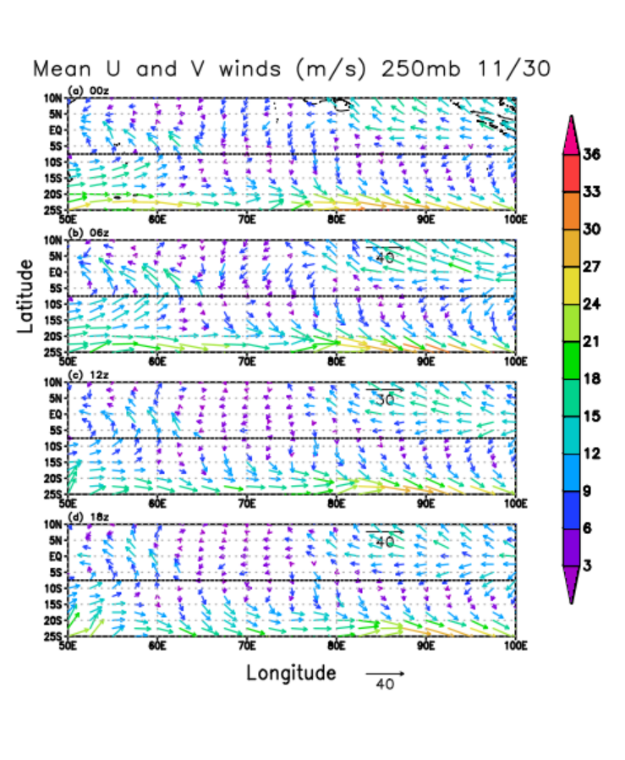 Mean U and V winds (m/s) 250mb 11/30
(a) 00z
10N
5N
EQ
5S
10S
15S
20S
25S
50E 60E 70E 80E 90E 100E
(b) 06z
10N
5N
EQ
5S
10S
15S
20S
25S
40
50E 60E 70E 80E 90E 100E
(c) 12z
10N
5N
EQ
5S
10S
15S
20S
25S
30
50E 60E 70E 80E 90E 100E
(d) 18z
10N
5N
EQ
5S
10S
15S
20S
25S
40
50E 60E 70E 80E 90E 100E
Latitude
Longitude
40
36
33
30
27
24
21
18
15
12
9
6
3